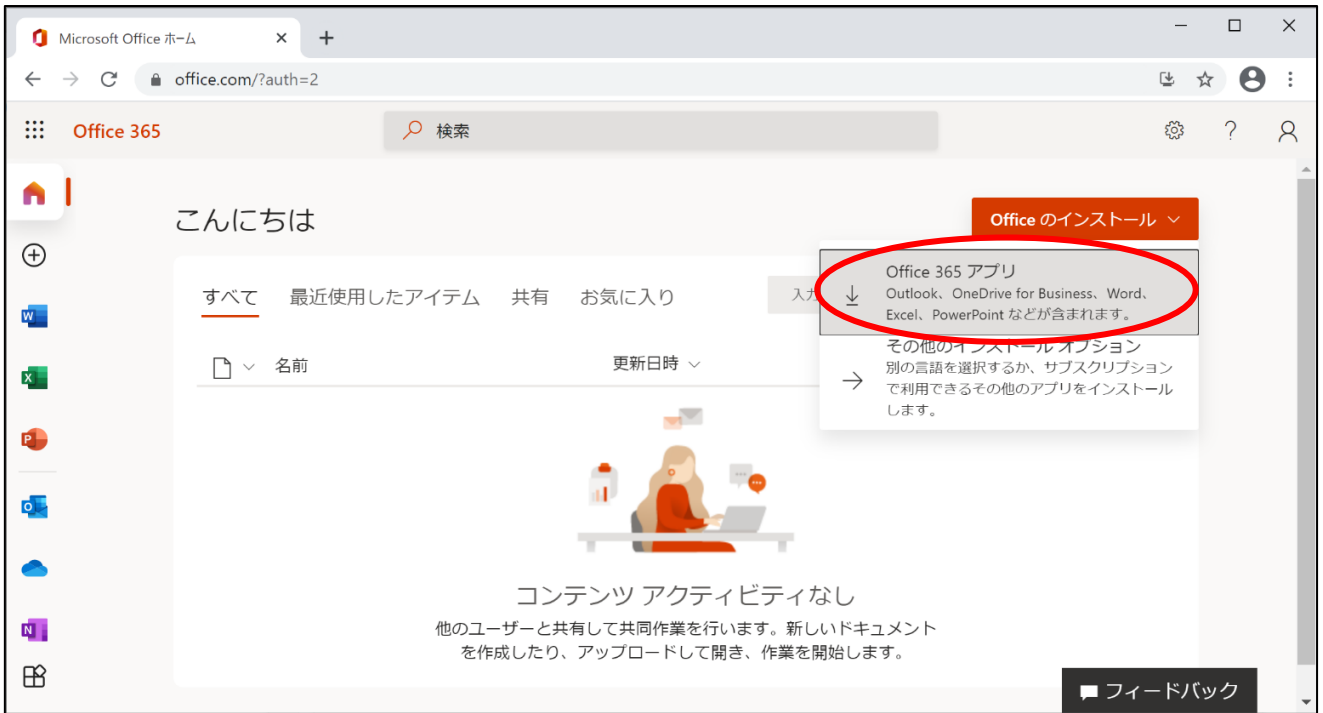 Microsoft Office ホーム
office.com/?auth=2
Office 365
検索
こんにちは
Office のインストール
Office 365 アプリ
Outlook、OneDrive for Business、Word、
Excel、PowerPoint などが含まれます。
その他のインストール オプション
別の言語を選択するか、サブスクリプション
で利用できるその他のアプリをインストール
します。
すべて 最近使用したアイテム 共有 お気に入り 入力
名前 更新日時
コンテンツ アクティビティなし
他のユーザーと共有して共同作業を行います。新しいドキュメント
を作成したり、アップロードして開き、作業を開始します。
フィードバック